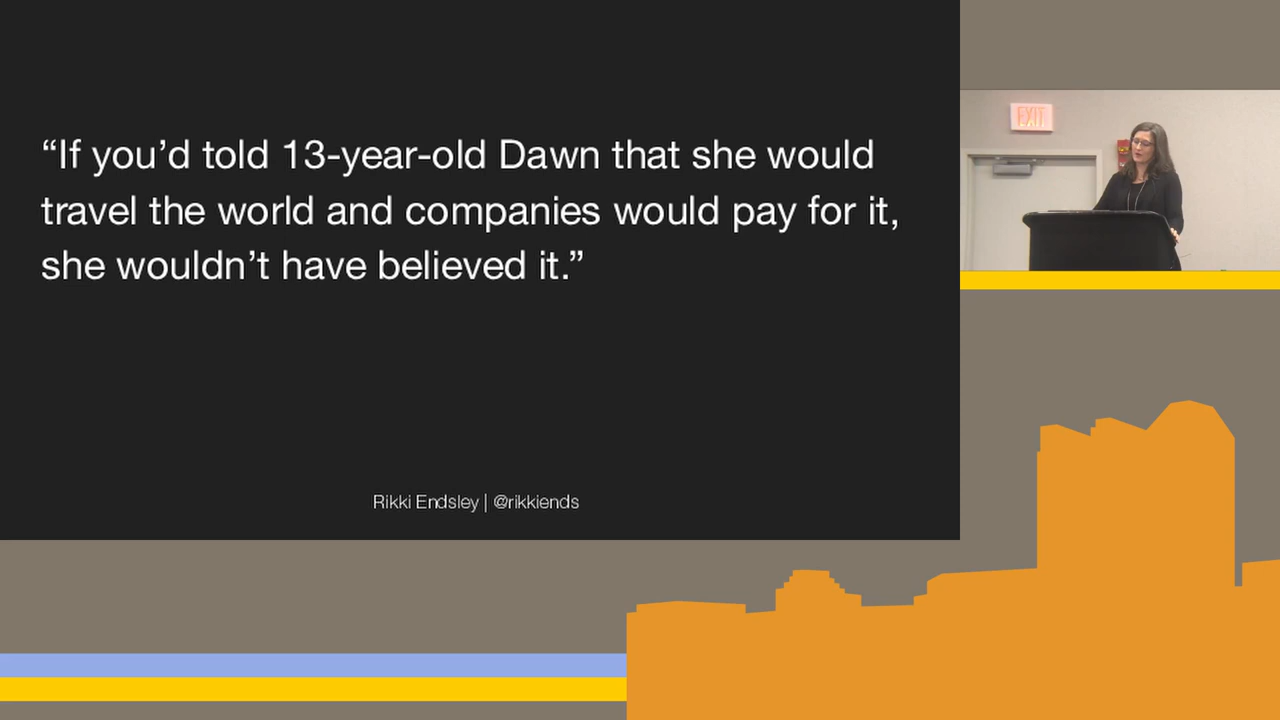 “If you’d told 13-year-old Dawn that she would
travel the world and companies would pay for it,
she wouldn’t have believed it.”
Rikki Endsley | @rikkiends
EXIT